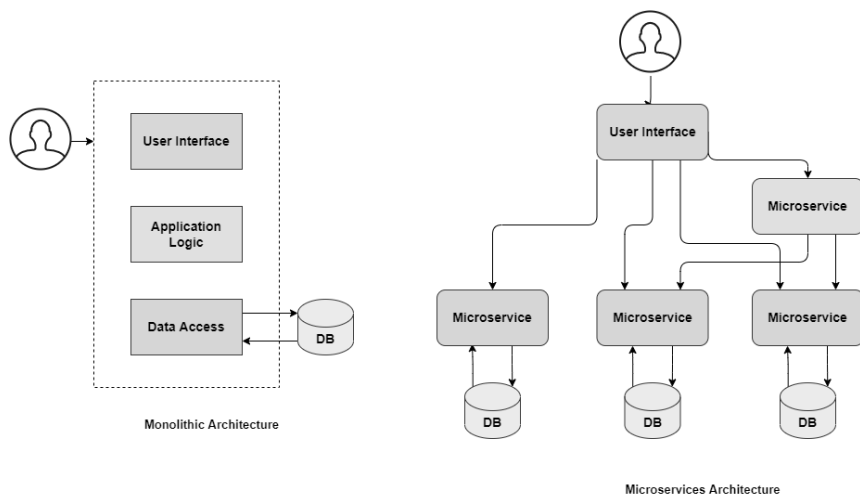 User Interface
Application
Logic
Data Access
DB
Monolithic Architecture
User Interface
Microservice
Microservice
Microservice
Microservice
DB
DB
DB
Microservices Architecture